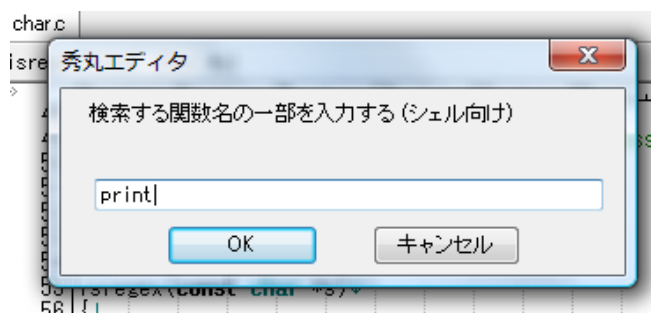 char.c
isre
秀丸エディタ
検索する関数名の一部を入力する (シェル向け)
print
OK
キャンセル
55 isregex(const char *s)
56 {